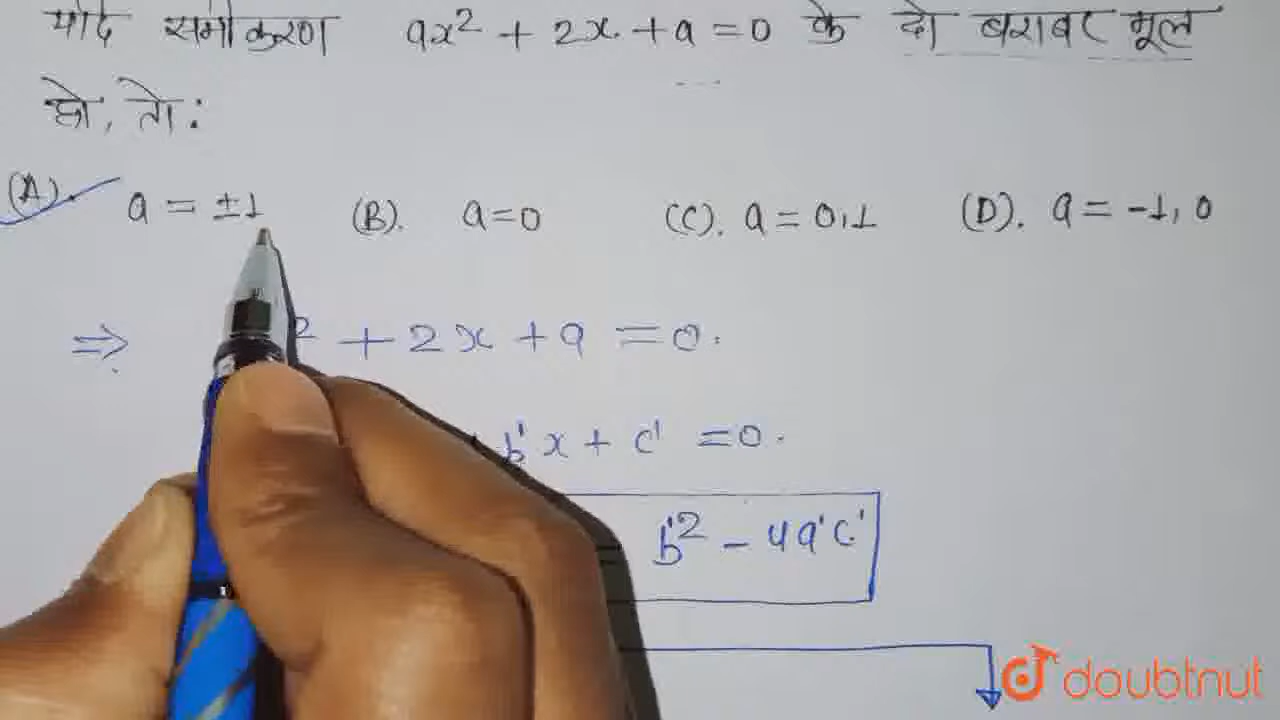 यदि समीकरण ax² + 2x + a = 0 के दो बराबर मूल
हो, तो :
(A). a = ±1 (B). a=0 (C). a = 0,1 (D). a = -1, 0
⇒ ² + 2x + a = 0.
b'x + c' = 0.
= b'² - 4a'c'
doubtnut